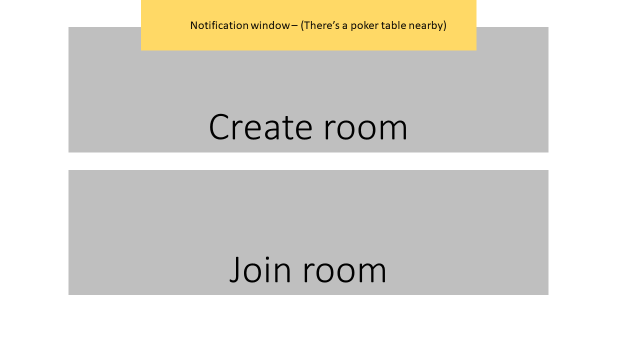 Notification window – (There's a poker table nearby)
Create room
Join room